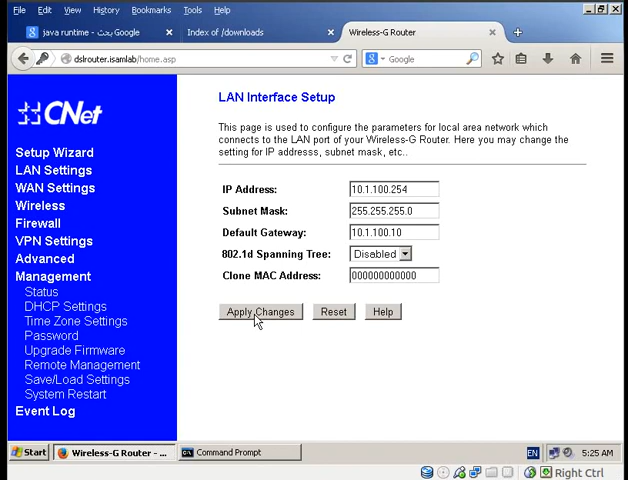 File Edit View History Bookmarks Tools Help
java runtime - بحث Google
Index of /downloads
Wireless-G Router
dslrouter.isamlab/home.asp
Google
CNet
LAN Interface Setup
This page is used to configure the parameters for local area network which
connects to the LAN port of your Wireless-G Router. Here you may change the
setting for IP addresss, subnet mask, etc..
Setup Wizard
LAN Settings
WAN Settings
Wireless
Firewall
VPN Settings
Advanced
Management
Status
DHCP Settings
Time Zone Settings
Password
Upgrade Firmware
Remote Management
Save/Load Settings
System Restart
Event Log
IP Address: 10.1.100.254
Subnet Mask: 255.255.255.0
Default Gateway: 10.1.100.10
802.1d Spanning Tree: Disabled
Clone MAC Address: 000000000000
Apply Changes Reset Help
Start Wireless-G Router - ... Command Prompt EN 5:25 AM
Right Ctrl